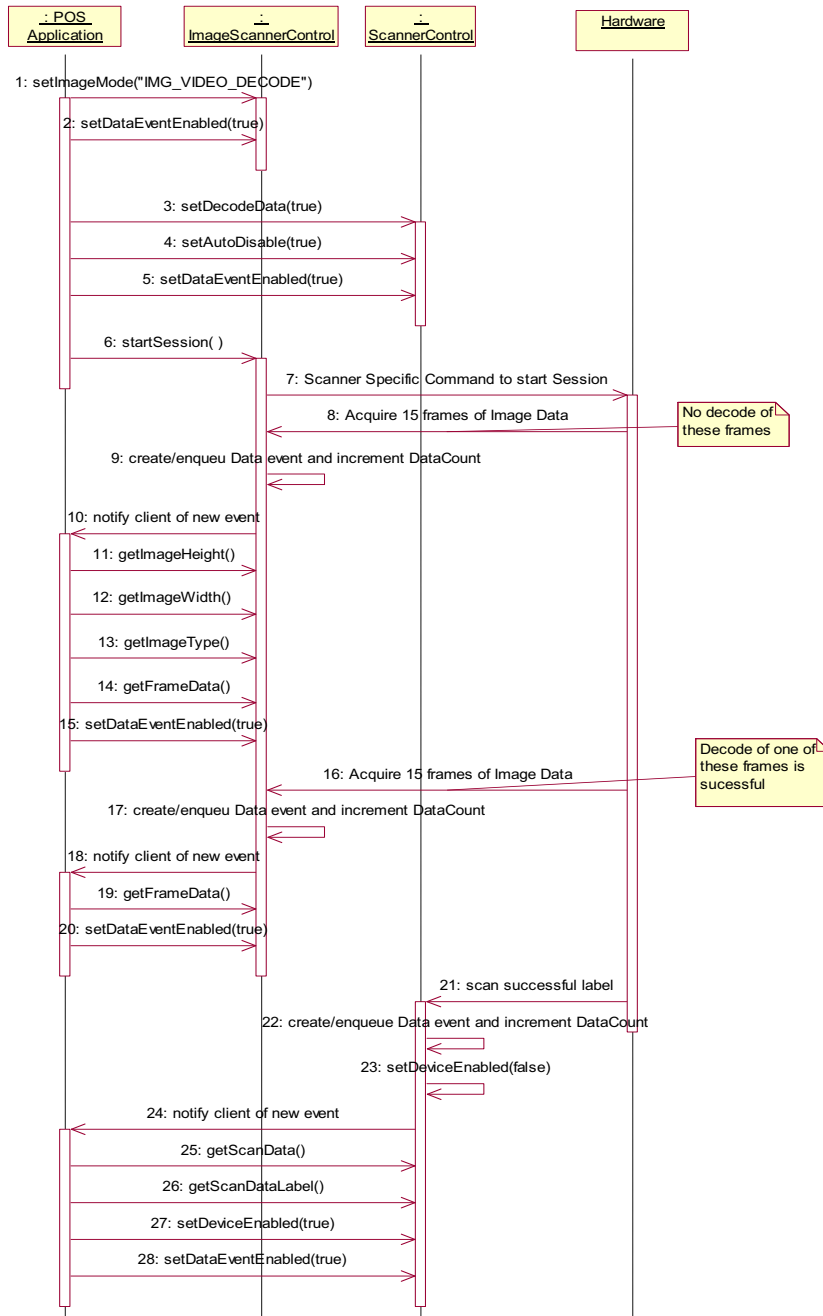 : POS
Application
:
ImageScannerControl
:
ScannerControl
Hardware
1: setImageMode("IMG_VIDEO_DECODE")
2: setDataEventEnabled(true)
3: setDecodeData(true)
4: setAutoDisable(true)
5: setDataEventEnabled(true)
6: startSession( )
7: Scanner Specific Command to start Session
8: Acquire 15 frames of Image Data
No decode of
these frames
9: create/enqueu Data event and increment DataCount
10: notify client of new event
11: getImageHeight()
12: getImageWidth()
13: getImageType()
14: getFrameData()
15: setDataEventEnabled(true)
Decode of one of
these frames is
sucessful
16: Acquire 15 frames of Image Data
17: create/enqueu Data event and increment DataCount
18: notify client of new event
19: getFrameData()
20: setDataEventEnabled(true)
21: scan successful label
22: create/enqueue Data event and increment DataCount
23: setDeviceEnabled(false)
24: notify client of new event
25: getScanData()
26: getScanDataLabel()
27: setDeviceEnabled(true)
28: setDataEventEnabled(true)